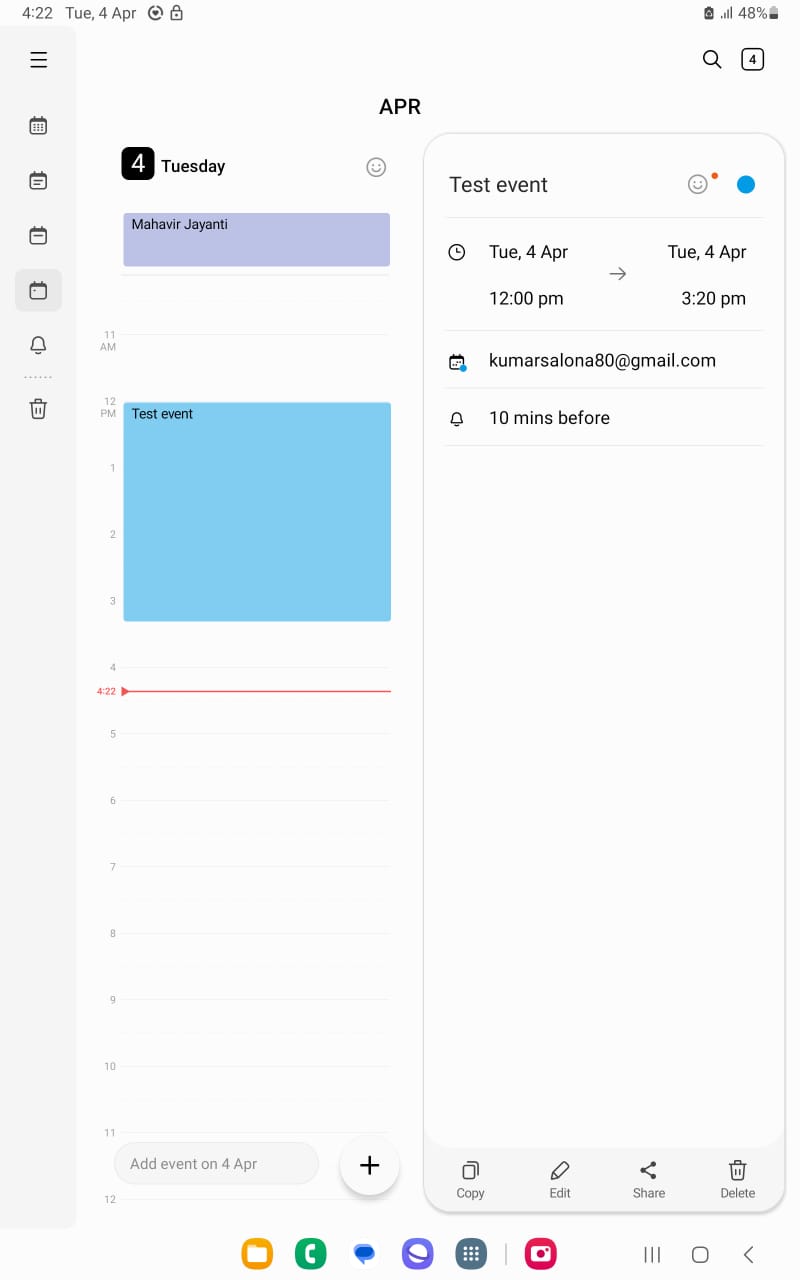 4:22 Tue, 4 Apr
48%
4
APR
4 Tuesday
Mahavir Jayanti
11
AM
12
PM
Test event
1
2
3
4
4:22
5
6
7
8
9
10
11
Add event on 4 Apr
12
Test event
Tue, 4 Apr
Tue, 4 Apr
12:00 pm
3:20 pm
kumarsalona80@gmail.com
10 mins before
Copy
Edit
Share
Delete